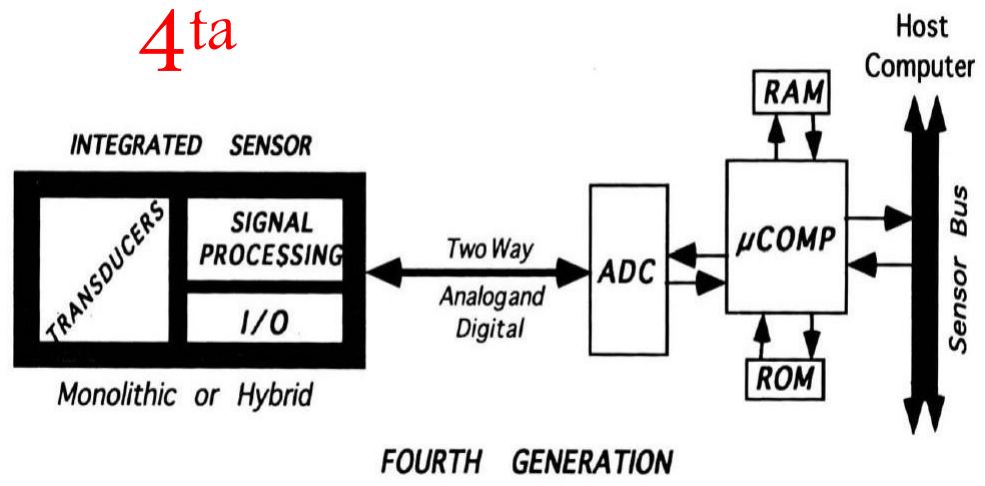 4ta
Host
Computer
RAM
INTEGRATED SENSOR
TRANSDUCERS
SIGNAL
PROCESSING
I/O
Two Way
Analogand
Digital
ADC
µCOMP
Sensor Bus
ROM
Monolithic or Hybrid
FOURTH GENERATION